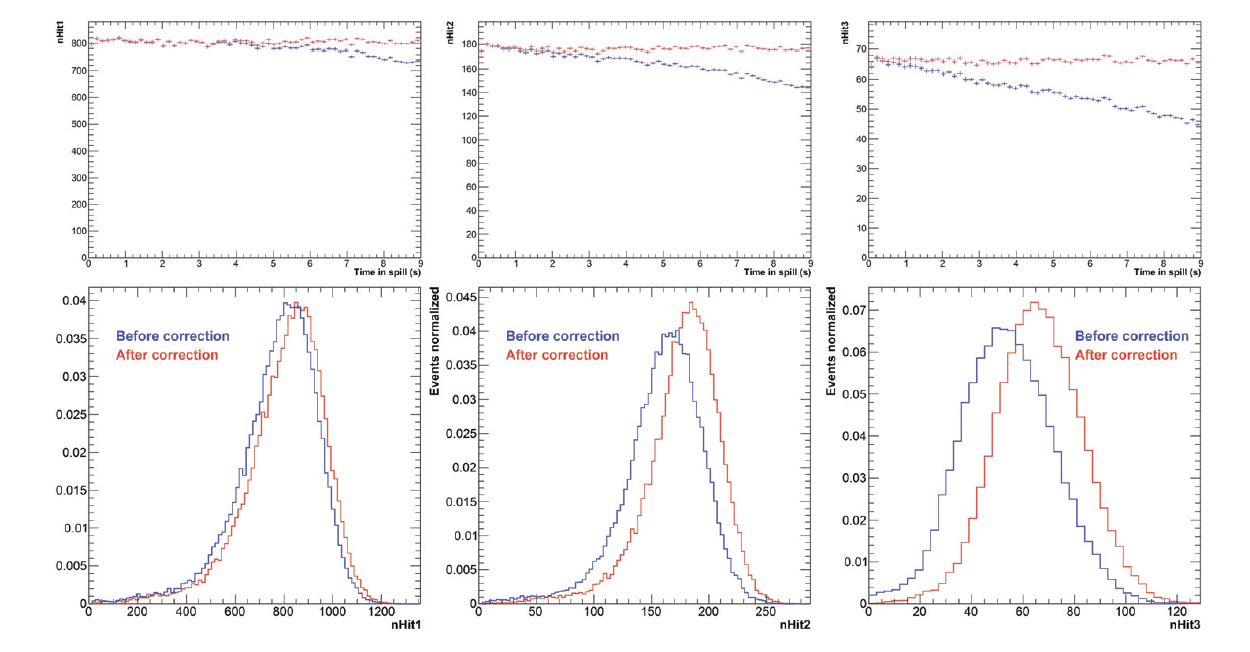 nHit1
800
700
600
500
400
300
200
100
0
0 1 2 3 4 5 6 7 8 9
Time in spill (s)
nHit2
180
160
140
120
100
80
60
40
20
0
0 1 2 3 4 5 6 7 8 9
Time in spill (s)
nHit3
70
60
50
40
30
20
10
0
0 1 2 3 4 5 6 7 8 9
Time in spill (s)
0.04
0.035
0.03
0.025
0.02
0.015
0.01
0.005
0
Before correction
After correction
200 400 600 800 1000 1200
nHit1
Events normalized
0.045
0.04
0.035
0.03
0.025
0.02
0.015
0.01
0.005
0
Before correction
After correction
50 100 150 200 250
nHit2
Events normalized
0.07
0.06
0.05
0.04
0.03
0.02
0.01
0
Before correction
After correction
0 20 40 60 80 100 120
nHit3